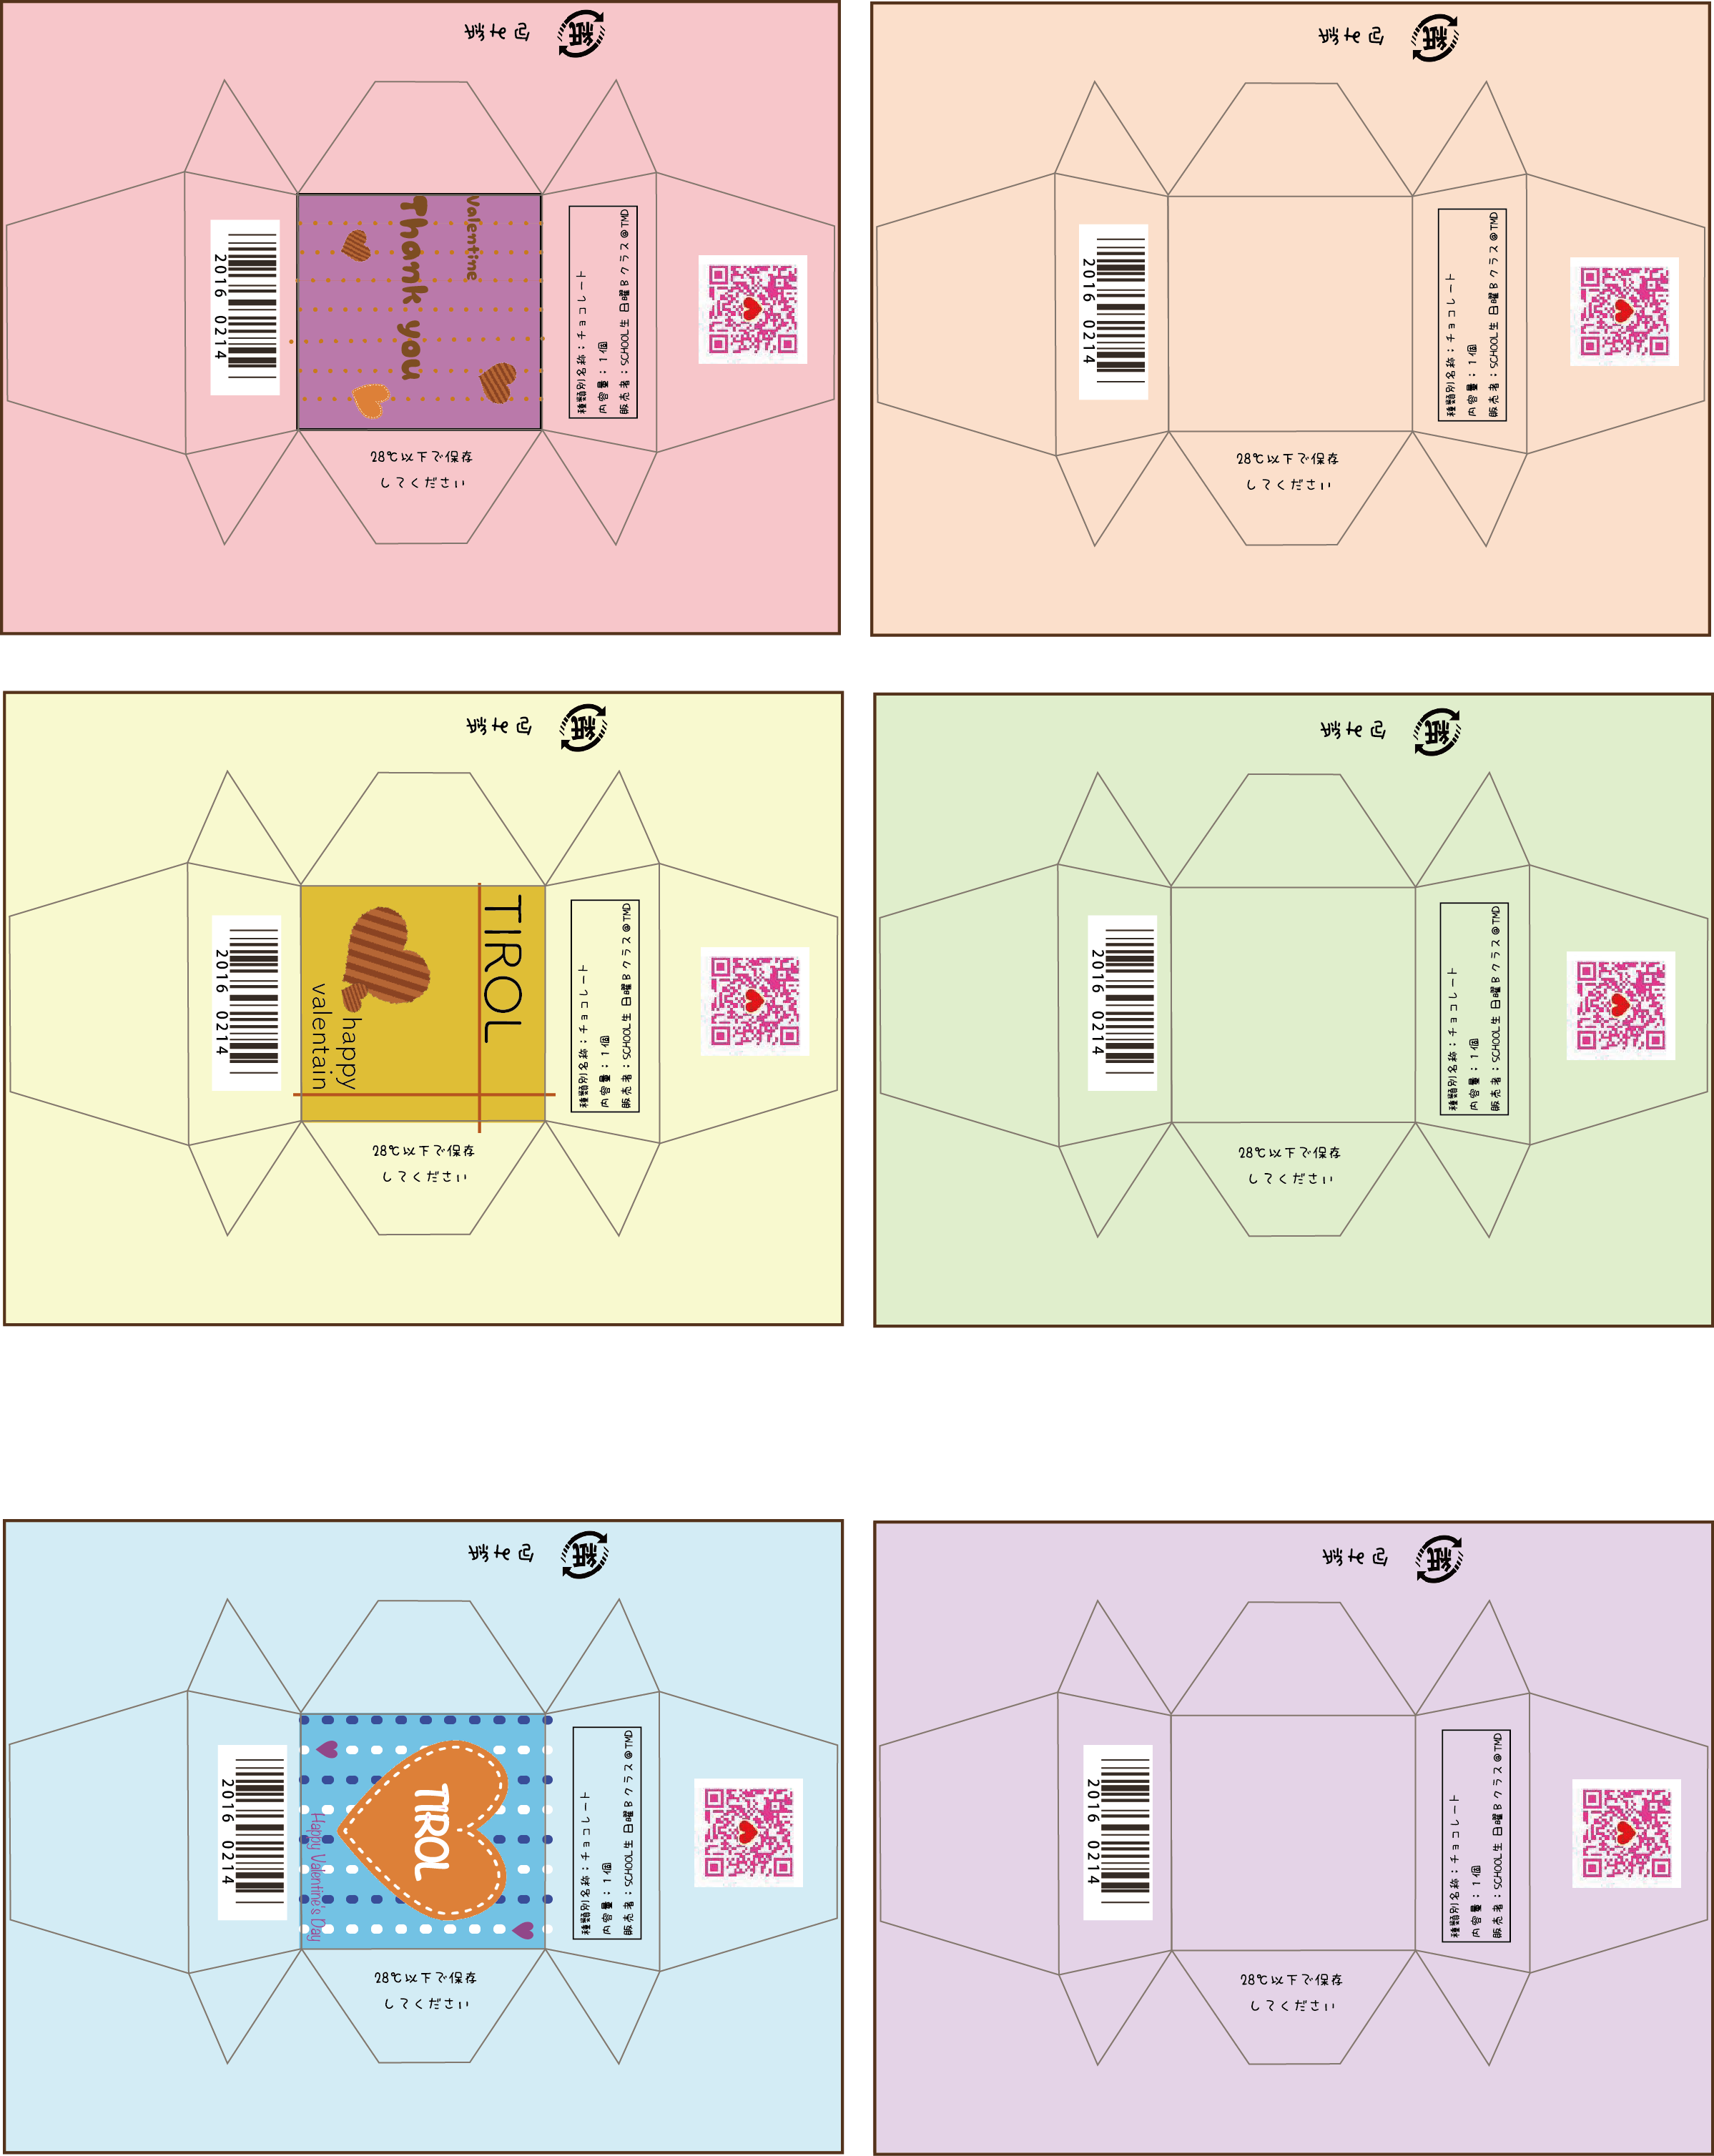 包み紙
紙
Valentine
Thank you
2016 0214
種類別名称：チョコレート
内容量：1個
販売者：SCHOOL生 日曜Bクラス@TMD
28℃以下で保存
してください
包み紙
紙
2016 0214
種類別名称：チョコレート
内容量：1個
販売者：SCHOOL生 日曜Bクラス@TMD
28℃以下で保存
してください
包み紙
紙
TIROL
happy
valentain
2016 0214
種類別名称：チョコレート
内容量：1個
販売者：SCHOOL生 日曜Bクラス@TMD
28℃以下で保存
してください
包み紙
紙
2016 0214
種類別名称：チョコレート
内容量：1個
販売者：SCHOOL生 日曜Bクラス@TMD
28℃以下で保存
してください
包み紙
紙
TIROL
Happy Valentine's Day
2016 0214
種類別名称：チョコレート
内容量：1個
販売者：SCHOOL生 日曜Bクラス@TMD
28℃以下で保存
してください
包み紙
紙
2016 0214
種類別名称：チョコレート
内容量：1個
販売者：SCHOOL生 日曜Bクラス@TMD
28℃以下で保存
してください